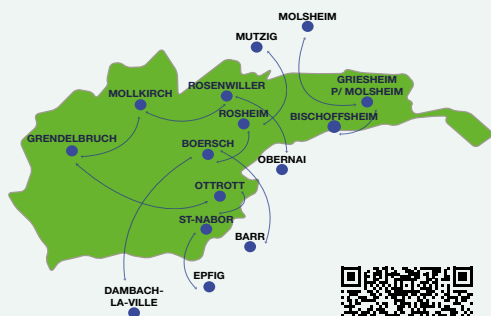 MOLSHEIM
MUTZIG
GRIESHEIM
P/ MOLSHEIM
ROSENWILLER
MOLLKIRCH
ROSHEIM
BISCHOFFSHEIM
GRENDELBRUCH
BOERSCH
OBERNAI
OTTROTT
ST-NABOR
BARR
EPFIG
DAMBACH-
LA-VILLE